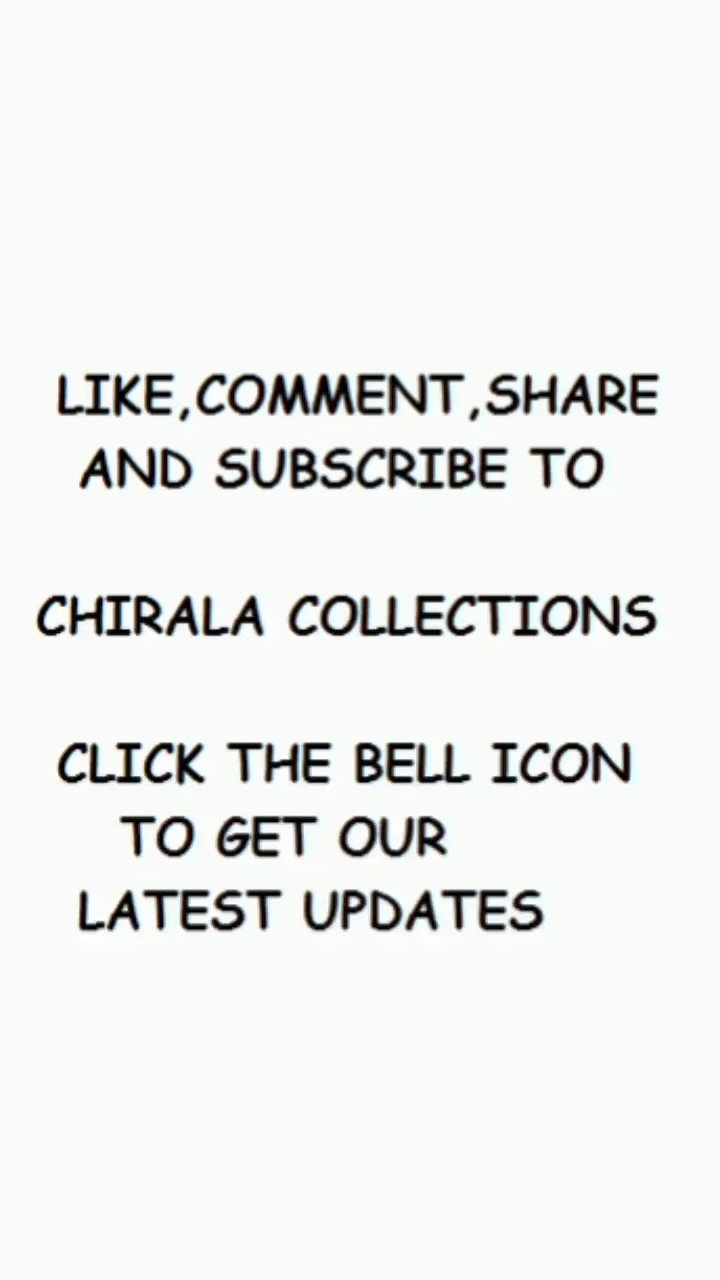 LIKE,COMMENT,SHARE
AND SUBSCRIBE TO
CHIRALA COLLECTIONS
CLICK THE BELL ICON
TO GET OUR
LATEST UPDATES